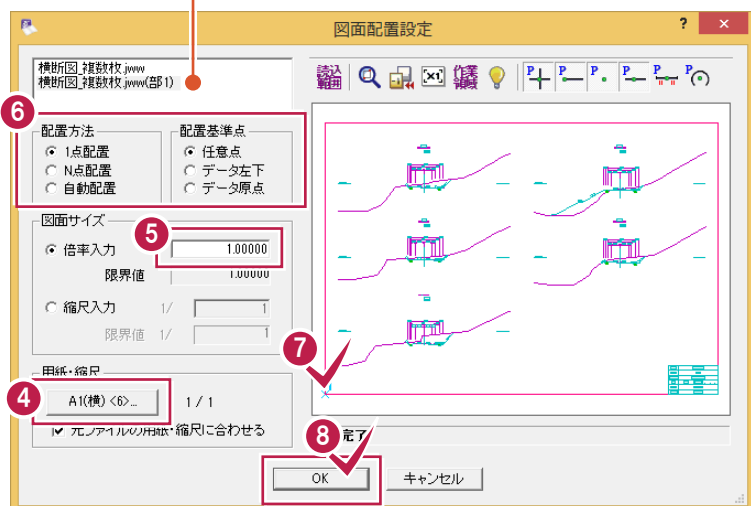 図面配置設定
? ×
横断図_複数枚.jww
横断図_複数枚.jww(部1)
読込範囲 ×1 作業領域 P P P P P P
6
配置方法
1点配置
N点配置
自動配置
配置基準点
任意点
データ左下
データ原点
図面サイズ
5
倍率入力 1.00000
限界値 1.00000
縮尺入力 1/ 1
限界値 1/ 1
用紙・縮尺
4
A1(横) <6>... 1 / 1
元ファイルの用紙・縮尺に合わせる
7
8
完了
OK キャンセル